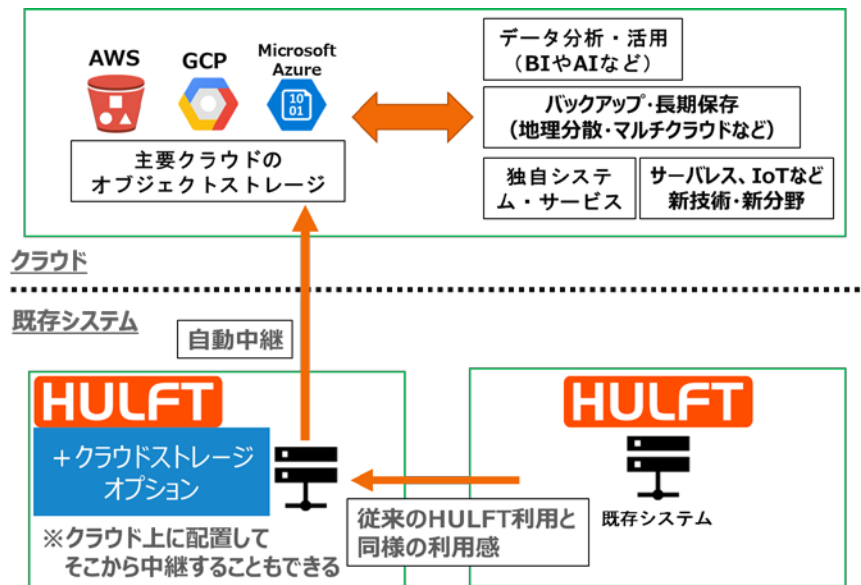 AWS
GCP
Microsoft
Azure
10
01
主要クラウドの
オブジェクトストレージ
データ分析・活用
（BIやAIなど）
バックアップ・長期保存
（地理分散・マルチクラウドなど）
独自システ
ム・サービス
サーバレス、IoTなど
新技術・新分野
クラウド
既存システム
自動中継
HULFT
＋クラウドストレージ
オプション
※クラウド上に配置して
そこから中継することもできる
従来のHULFT利用と
同様の利用感
HULFT
既存システム